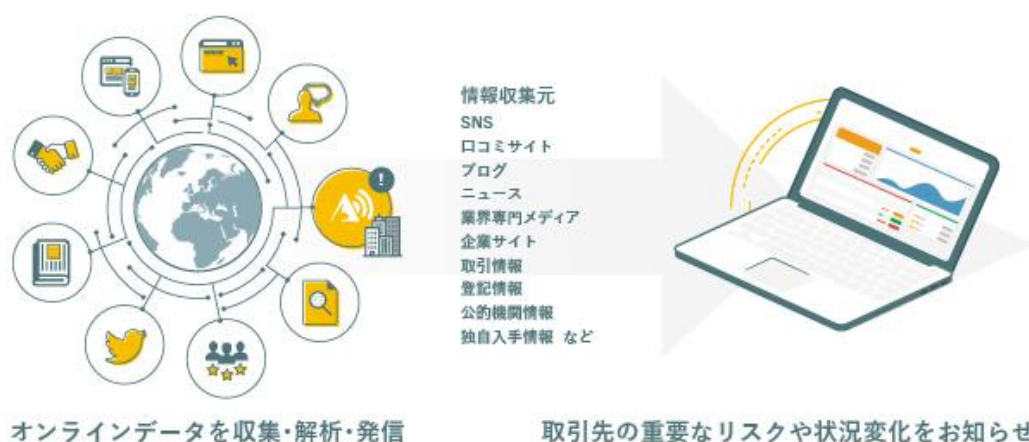 情報収集元
SNS
口コミサイト
ブログ
ニュース
業界専門メディア
企業サイト
取引情報
登記情報
公的機関情報
独自入手情報 など
オンラインデータを収集・解析・発信
取引先の重要なリスクや状況変化をお知らせ